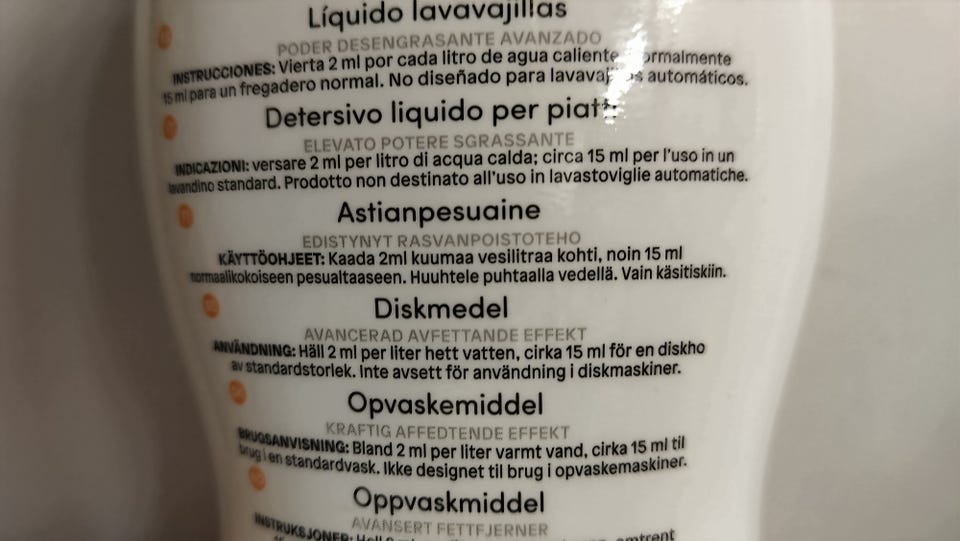 Líquido lavavajillas
PODER DESENGRASANTE AVANZADO
INSTRUCCIONES: Vierta 2 ml por cada litro de agua caliente
15 ml para un fregadero normal. No diseñado para automáticos.
Detersivo liquido per
ELEVATO POTERE SGRASSANTE
INDICAZIONI: versare 2 ml per litro di acqua calda; circa 15 ml per l'uso in un
lavandino standard. Prodotto non destinato all'uso in lavastoviglie automatiche.
Astianpesuaine
EDISTYNYT RASVANPOISTOTEHO
KÄYTTÖOHJEET: Kaada 2ml kuumaa vesilitraa kohti, noin 15 ml
normaalikokoiseen pesualtaaseen. Huuhtele puhtaalla vedellä. Vain käsitiskiin.
Diskmedel
AVANCERAD AVFETTANDE EFFEKT
ANVÄNDNING: Häll 2 ml per liter hett vatten, cirka 15 ml för en diskho
av standardstorlek. Inte avsett för användning i diskmaskiner.
Opvaskemiddel
KRAFTIG AFFEDTENDE EFFEKT
BRUGSANVISNING: Bland 2 ml per liter varmt vand, cirka 15 ml til
brug i en standardvask. Ikke designet til brug i opvaskemaskiner.
Oppvaskmiddel
AVANSERT FETTFJERNER
INSTRUKSJONER: